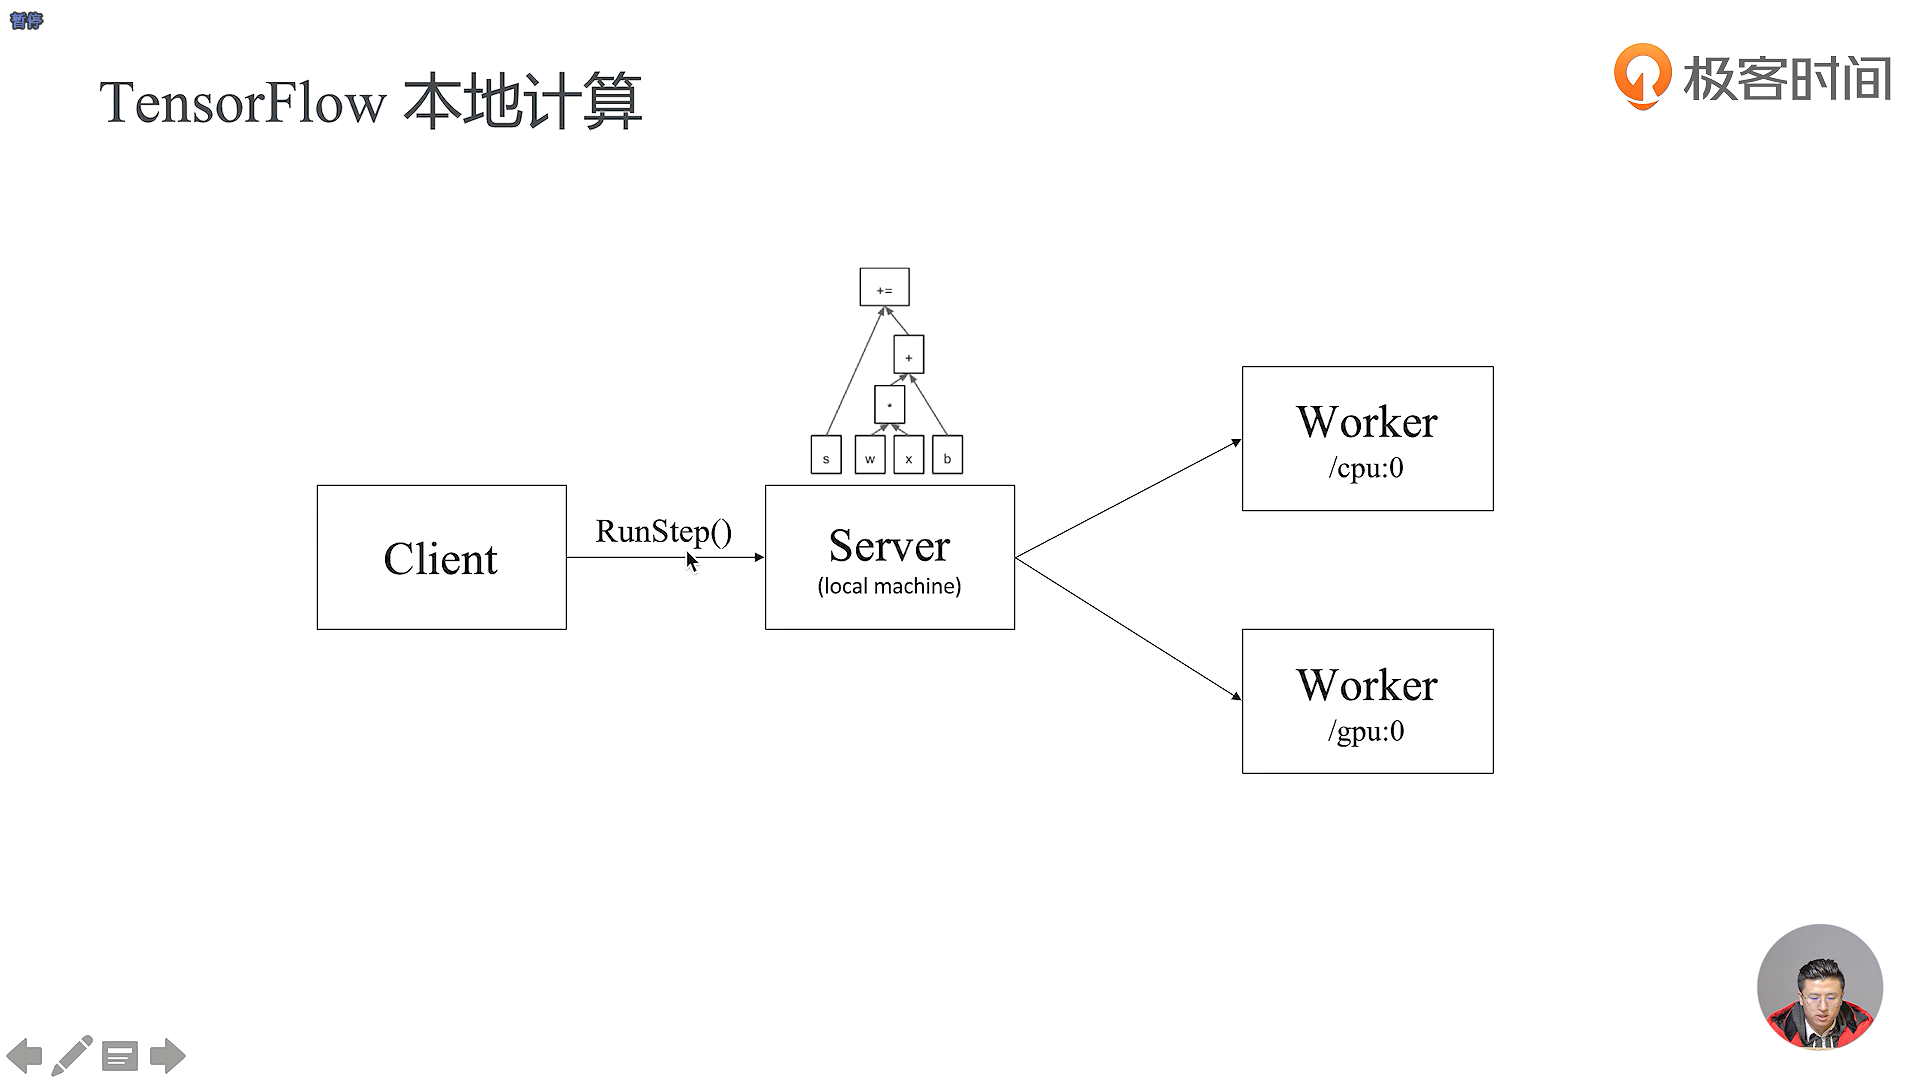 暂停
TensorFlow 本地计算
极客时间
+=
+
*
s w x b
Client
RunStep()
Server
(local machine)
Worker
/cpu:0
Worker
/gpu:0